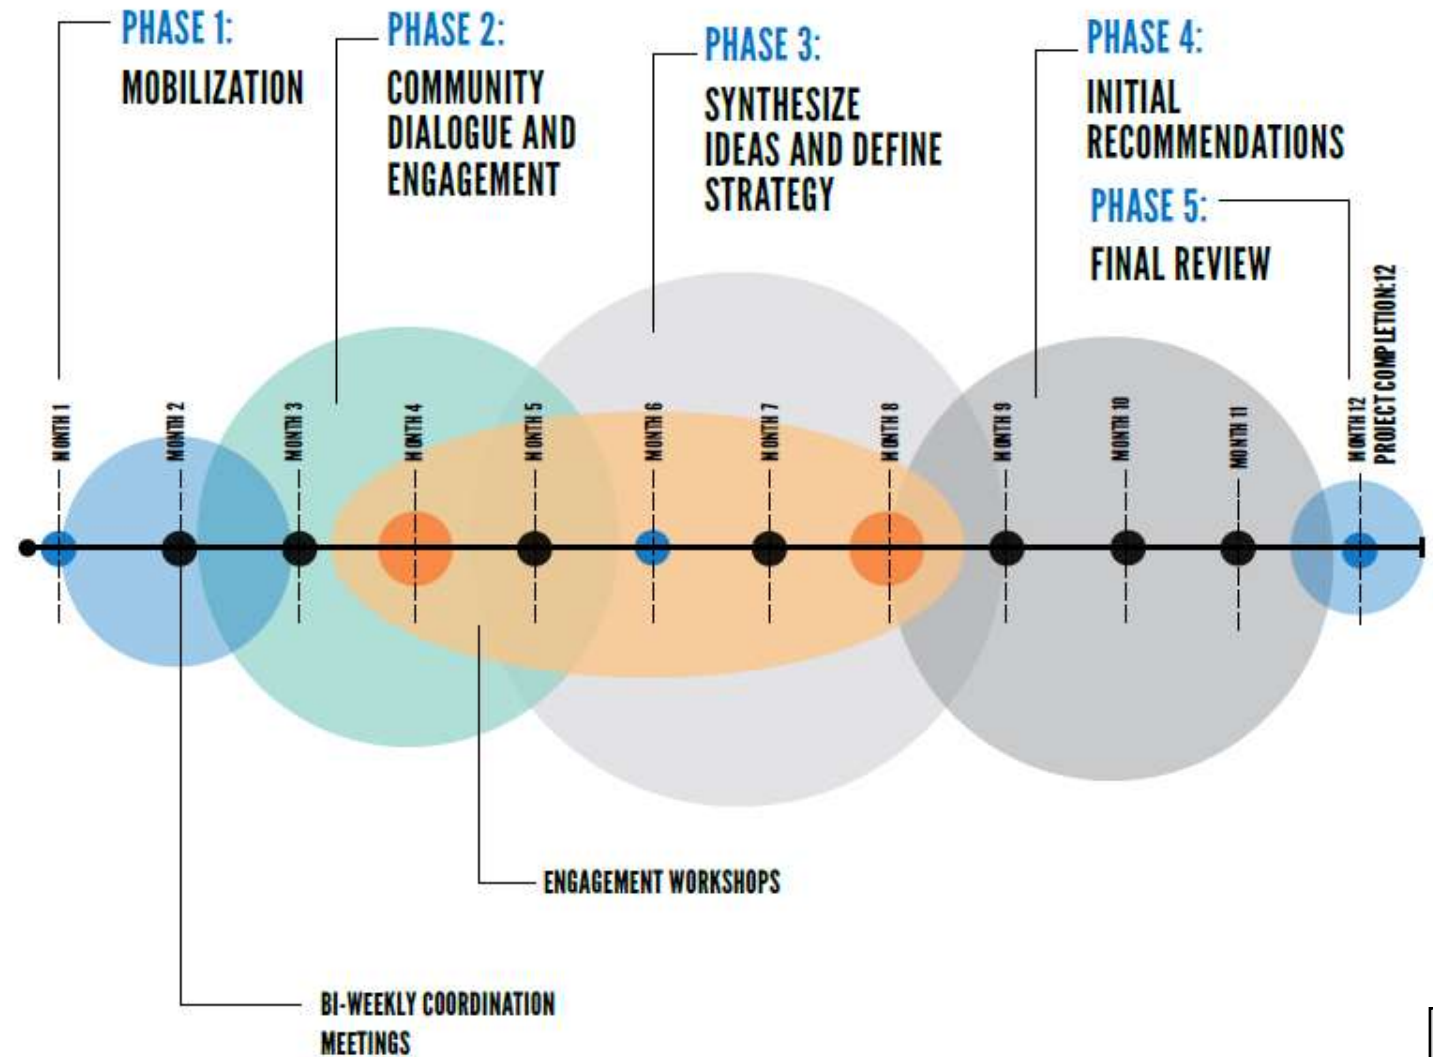 PHASE 1:
MOBILIZATION
PHASE 2:
COMMUNITY
DIALOGUE AND
ENGAGEMENT
PHASE 3:
SYNTHESIZE
IDEAS AND DEFINE
STRATEGY
PHASE 4:
INITIAL
RECOMMENDATIONS
PHASE 5:
FINAL REVIEW
MONTH 1
MONTH 2
MONTH 3
MONTH 4
MONTH 5
MONTH 6
MONTH 7
MONTH 8
MONTH 9
MONTH 10
MONTH 11
MONTH 12
PROJECT COMPLETION:12
ENGAGEMENT WORKSHOPS
BI-WEEKLY COORDINATION
MEETINGS